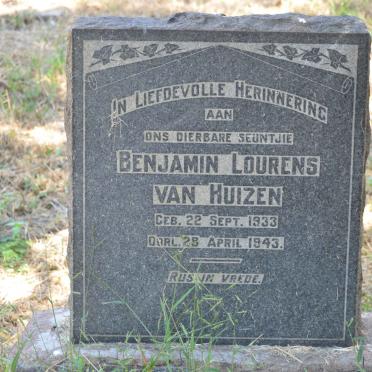 In Liefdevolle Herinnering
aan
ons dierbare seuntjie
Benjamin Lourens
van Huizen
Geb. 22 Sept. 1933
Oorl. 28 April 1943.
Rus in vrede.